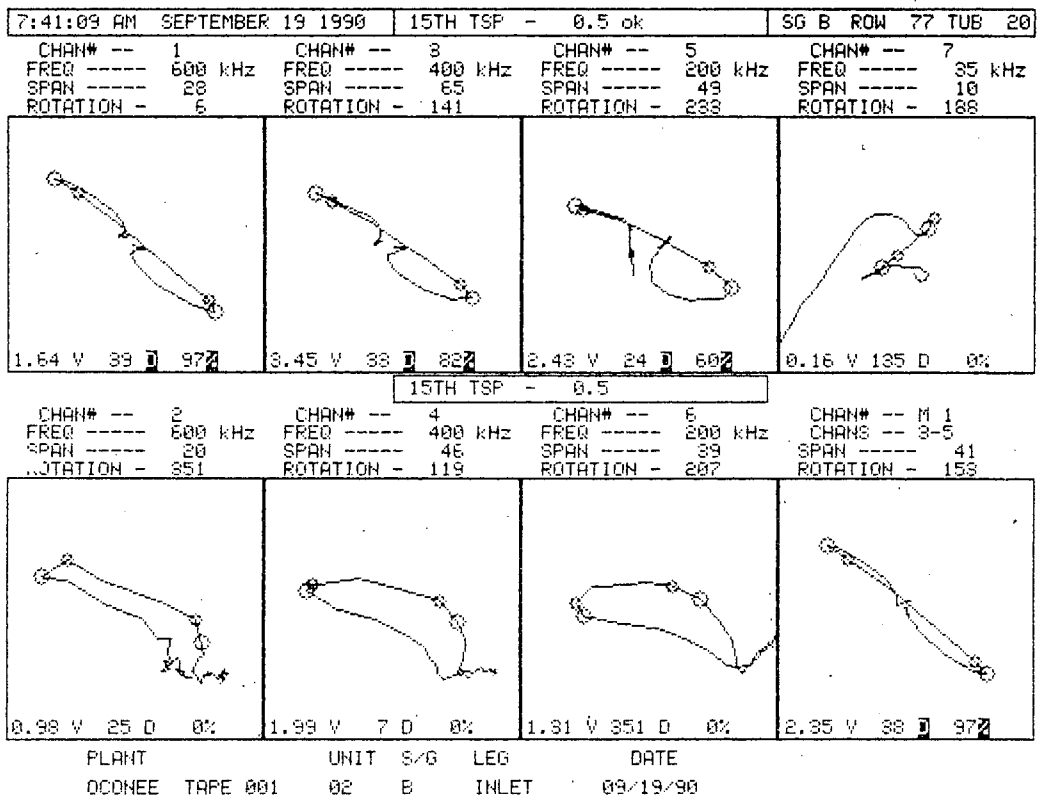 7:41:09 AM SEPTEMBER 19 1990 15TH TSP - 0.5 ok SG B ROW 77 TUB 20
CHAN# -- 1 CHAN# -- 3 CHAN# -- 5 CHAN# -- 7
FREQ ----- 600 kHz FREQ ----- 400 kHz FREQ ----- 200 kHz FREQ ----- 35 kHz
SPAN ----- 28 SPAN ----- 65 SPAN ----- 49 SPAN ----- 10
ROTATION - 6 ROTATION - 141 ROTATION - 233 ROTATION - 188
1.64 V 39 D 97% 3.45 V 33 D 82% 2.43 V 24 D 60% 0.16 V 135 D 0%
15TH TSP - 0.5
CHAN# -- 2 CHAN# -- 4 CHAN# -- 6 CHAN# -- M 1
FREQ ----- 600 kHz FREQ ----- 400 kHz FREQ ----- 200 kHz CHANS -- 3-5
SPAN ----- 20 SPAN ----- 46 SPAN ----- 39 SPAN ----- 41
ROTATION - 351 ROTATION - 119 ROTATION - 207 ROTATION - 153
0.98 V 25 D 0% 1.99 V 7 D 0% 1.31 V 351 D 0% 2.35 V 38 D 97%
PLANT UNIT S/G LEG DATE
OCONEE TAPE 001 02 B INLET 09/19/90